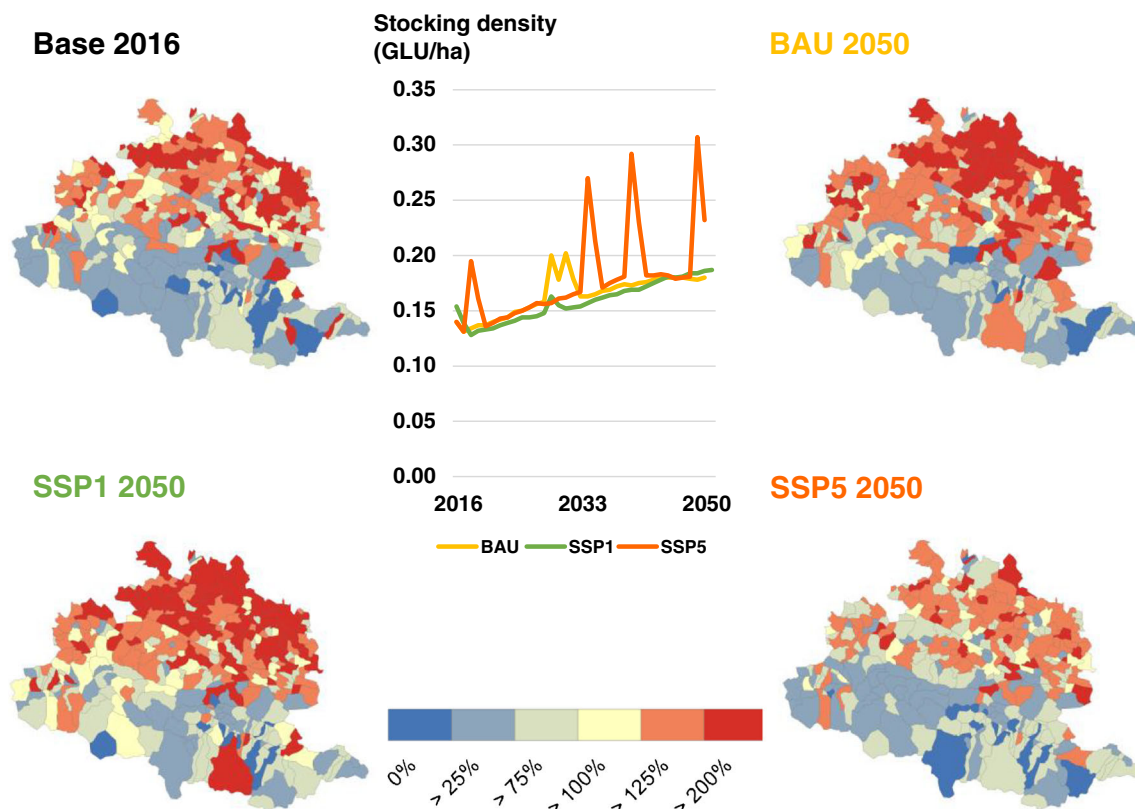 Base 2016
Stocking density
(GLU/ha)
BAU 2050
0.35
0.30
0.25
0.20
0.15
0.10
0.05
0.00
2016 2033 2050
BAU SSP1 SSP5
SSP1 2050
SSP5 2050
0% > 25% > 75% > 100% > 125% > 200%